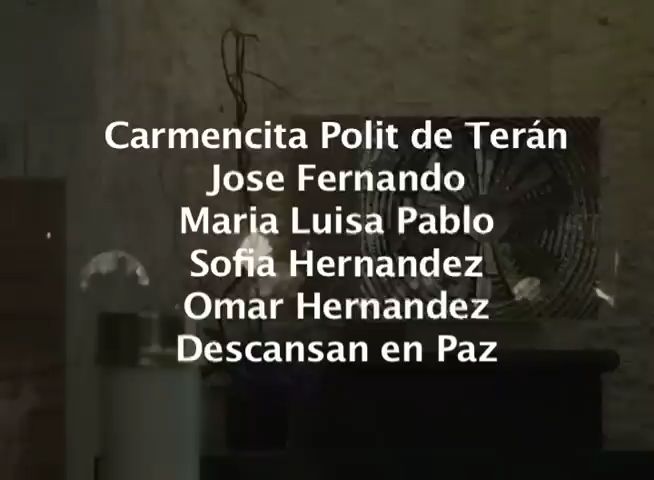 Carmencita Polit de Terán
Jose Fernando
Maria Luisa Pablo
Sofia Hernandez
Omar Hernandez
Descansan en Paz